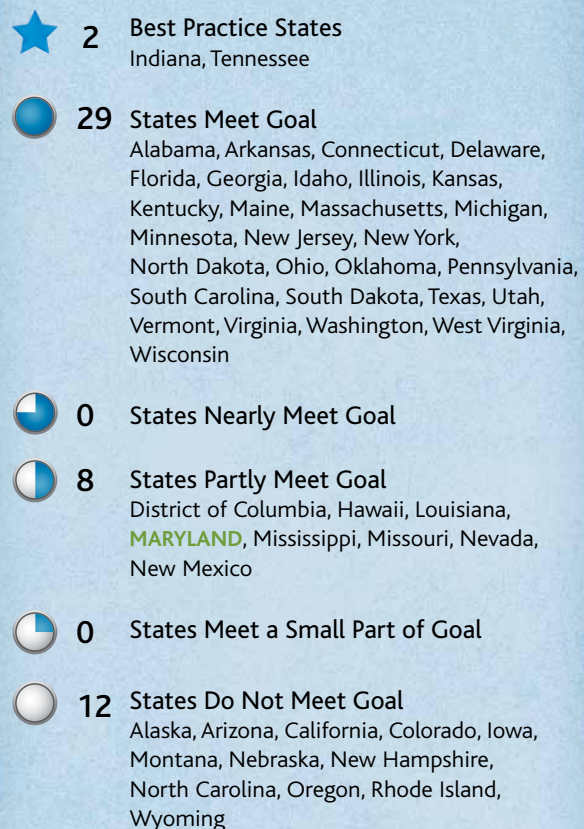 2 Best Practice States
Indiana, Tennessee
29 States Meet Goal
Alabama, Arkansas, Connecticut, Delaware,
Florida, Georgia, Idaho, Illinois, Kansas,
Kentucky, Maine, Massachusetts, Michigan,
Minnesota, New Jersey, New York,
North Dakota, Ohio, Oklahoma, Pennsylvania,
South Carolina, South Dakota, Texas, Utah,
Vermont, Virginia, Washington, West Virginia,
Wisconsin
0 States Nearly Meet Goal
8 States Partly Meet Goal
District of Columbia, Hawaii, Louisiana,
MARYLAND, Mississippi, Missouri, Nevada,
New Mexico
0 States Meet a Small Part of Goal
12 States Do Not Meet Goal
Alaska, Arizona, California, Colorado, Iowa,
Montana, Nebraska, New Hampshire,
North Carolina, Oregon, Rhode Island,
Wyoming